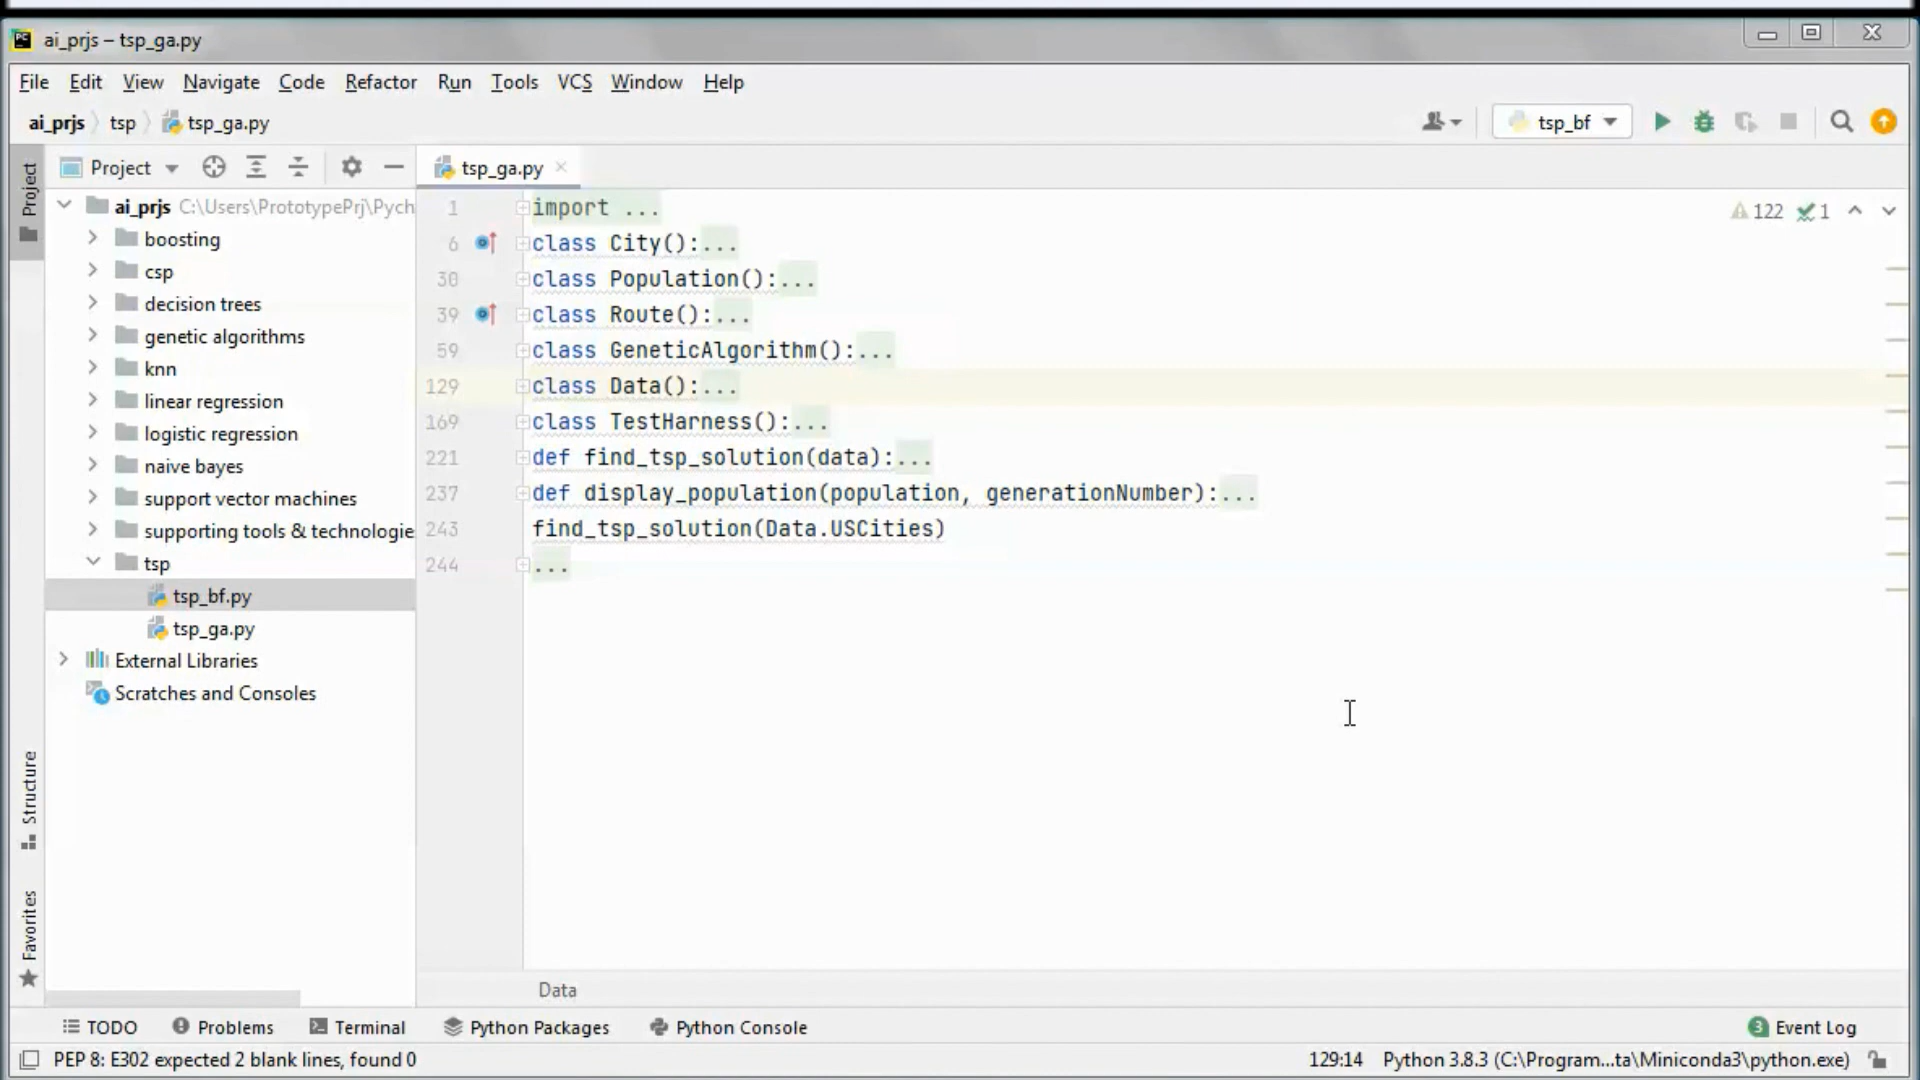 ai_prjs – tsp_ga.py
File Edit View Navigate Code Refactor Run Tools VCS Window Help
ai_prjs tsp tsp_ga.py tsp_bf
Project tsp_ga.py
Project
ai_prjs C:\Users\PrototypePrj\Pych
boosting
csp
decision trees
genetic algorithms
knn
linear regression
logistic regression
naive bayes
support vector machines
supporting tools & technologie
tsp
tsp_bf.py
tsp_ga.py
External Libraries
Scratches and Consoles
Structure
Favorites
1 import ...
122 1
6 class City():...
30 class Population():...
39 class Route():...
59 class GeneticAlgorithm():...
129 class Data():...
169 class TestHarness():...
221 def find_tsp_solution(data):...
237 def display_population(population, generationNumber):...
243 find_tsp_solution(Data.USCities)
244 ...
Data
TODO Problems Terminal Python Packages Python Console 3 Event Log
PEP 8: E302 expected 2 blank lines, found 0 129:14 Python 3.8.3 (C:\Program...ta\Miniconda3\python.exe)